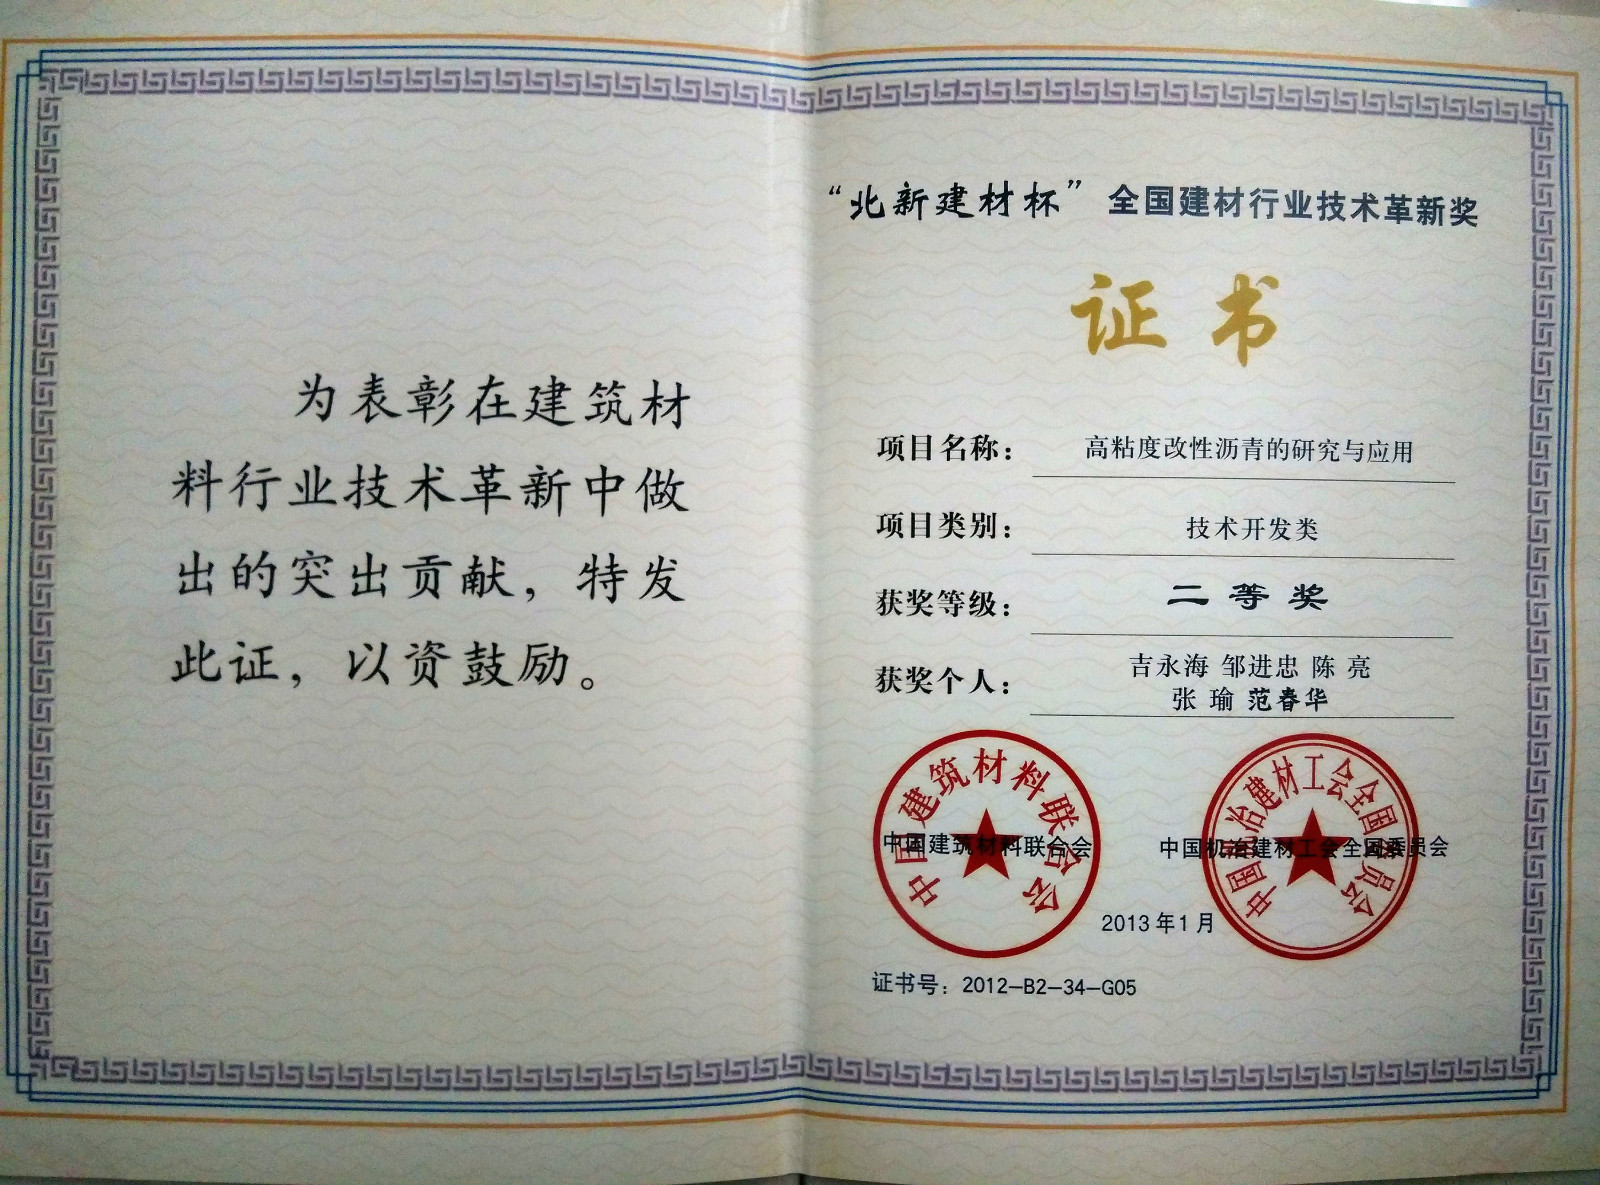 为表彰在建筑材
料行业技术革新中做
出的突出贡献，特发
此证，以资鼓励。
“北新建材杯”全国建材行业技术革新奖
证书
项目名称：高粘度改性沥青的研究与应用
项目类别：技术开发类
获奖等级：二等奖
获奖个人：吉永海 邹进忠 陈 亮
张 瑜 范春华
中国建筑材料联合会
中国建筑材料联合会
中国机冶建材工会全国委员会
中国机冶建材工会全国委员会
2013年1月
证书号：2012-B2-34-G05